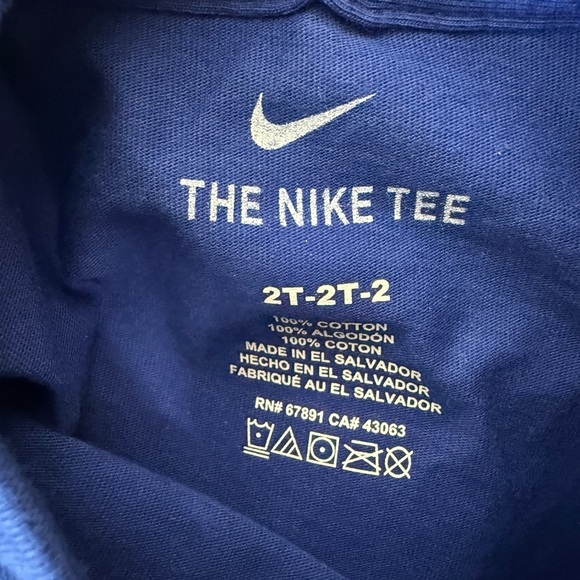 THE NIKE TEE
2T-2T-2
100% COTTON
100% ALGODÓN
100% COTON
MADE IN EL SALVADOR
HECHO EN EL SALVADOR
FABRIQUÉ AU EL SALVADOR
RN# 67891 CA# 43063